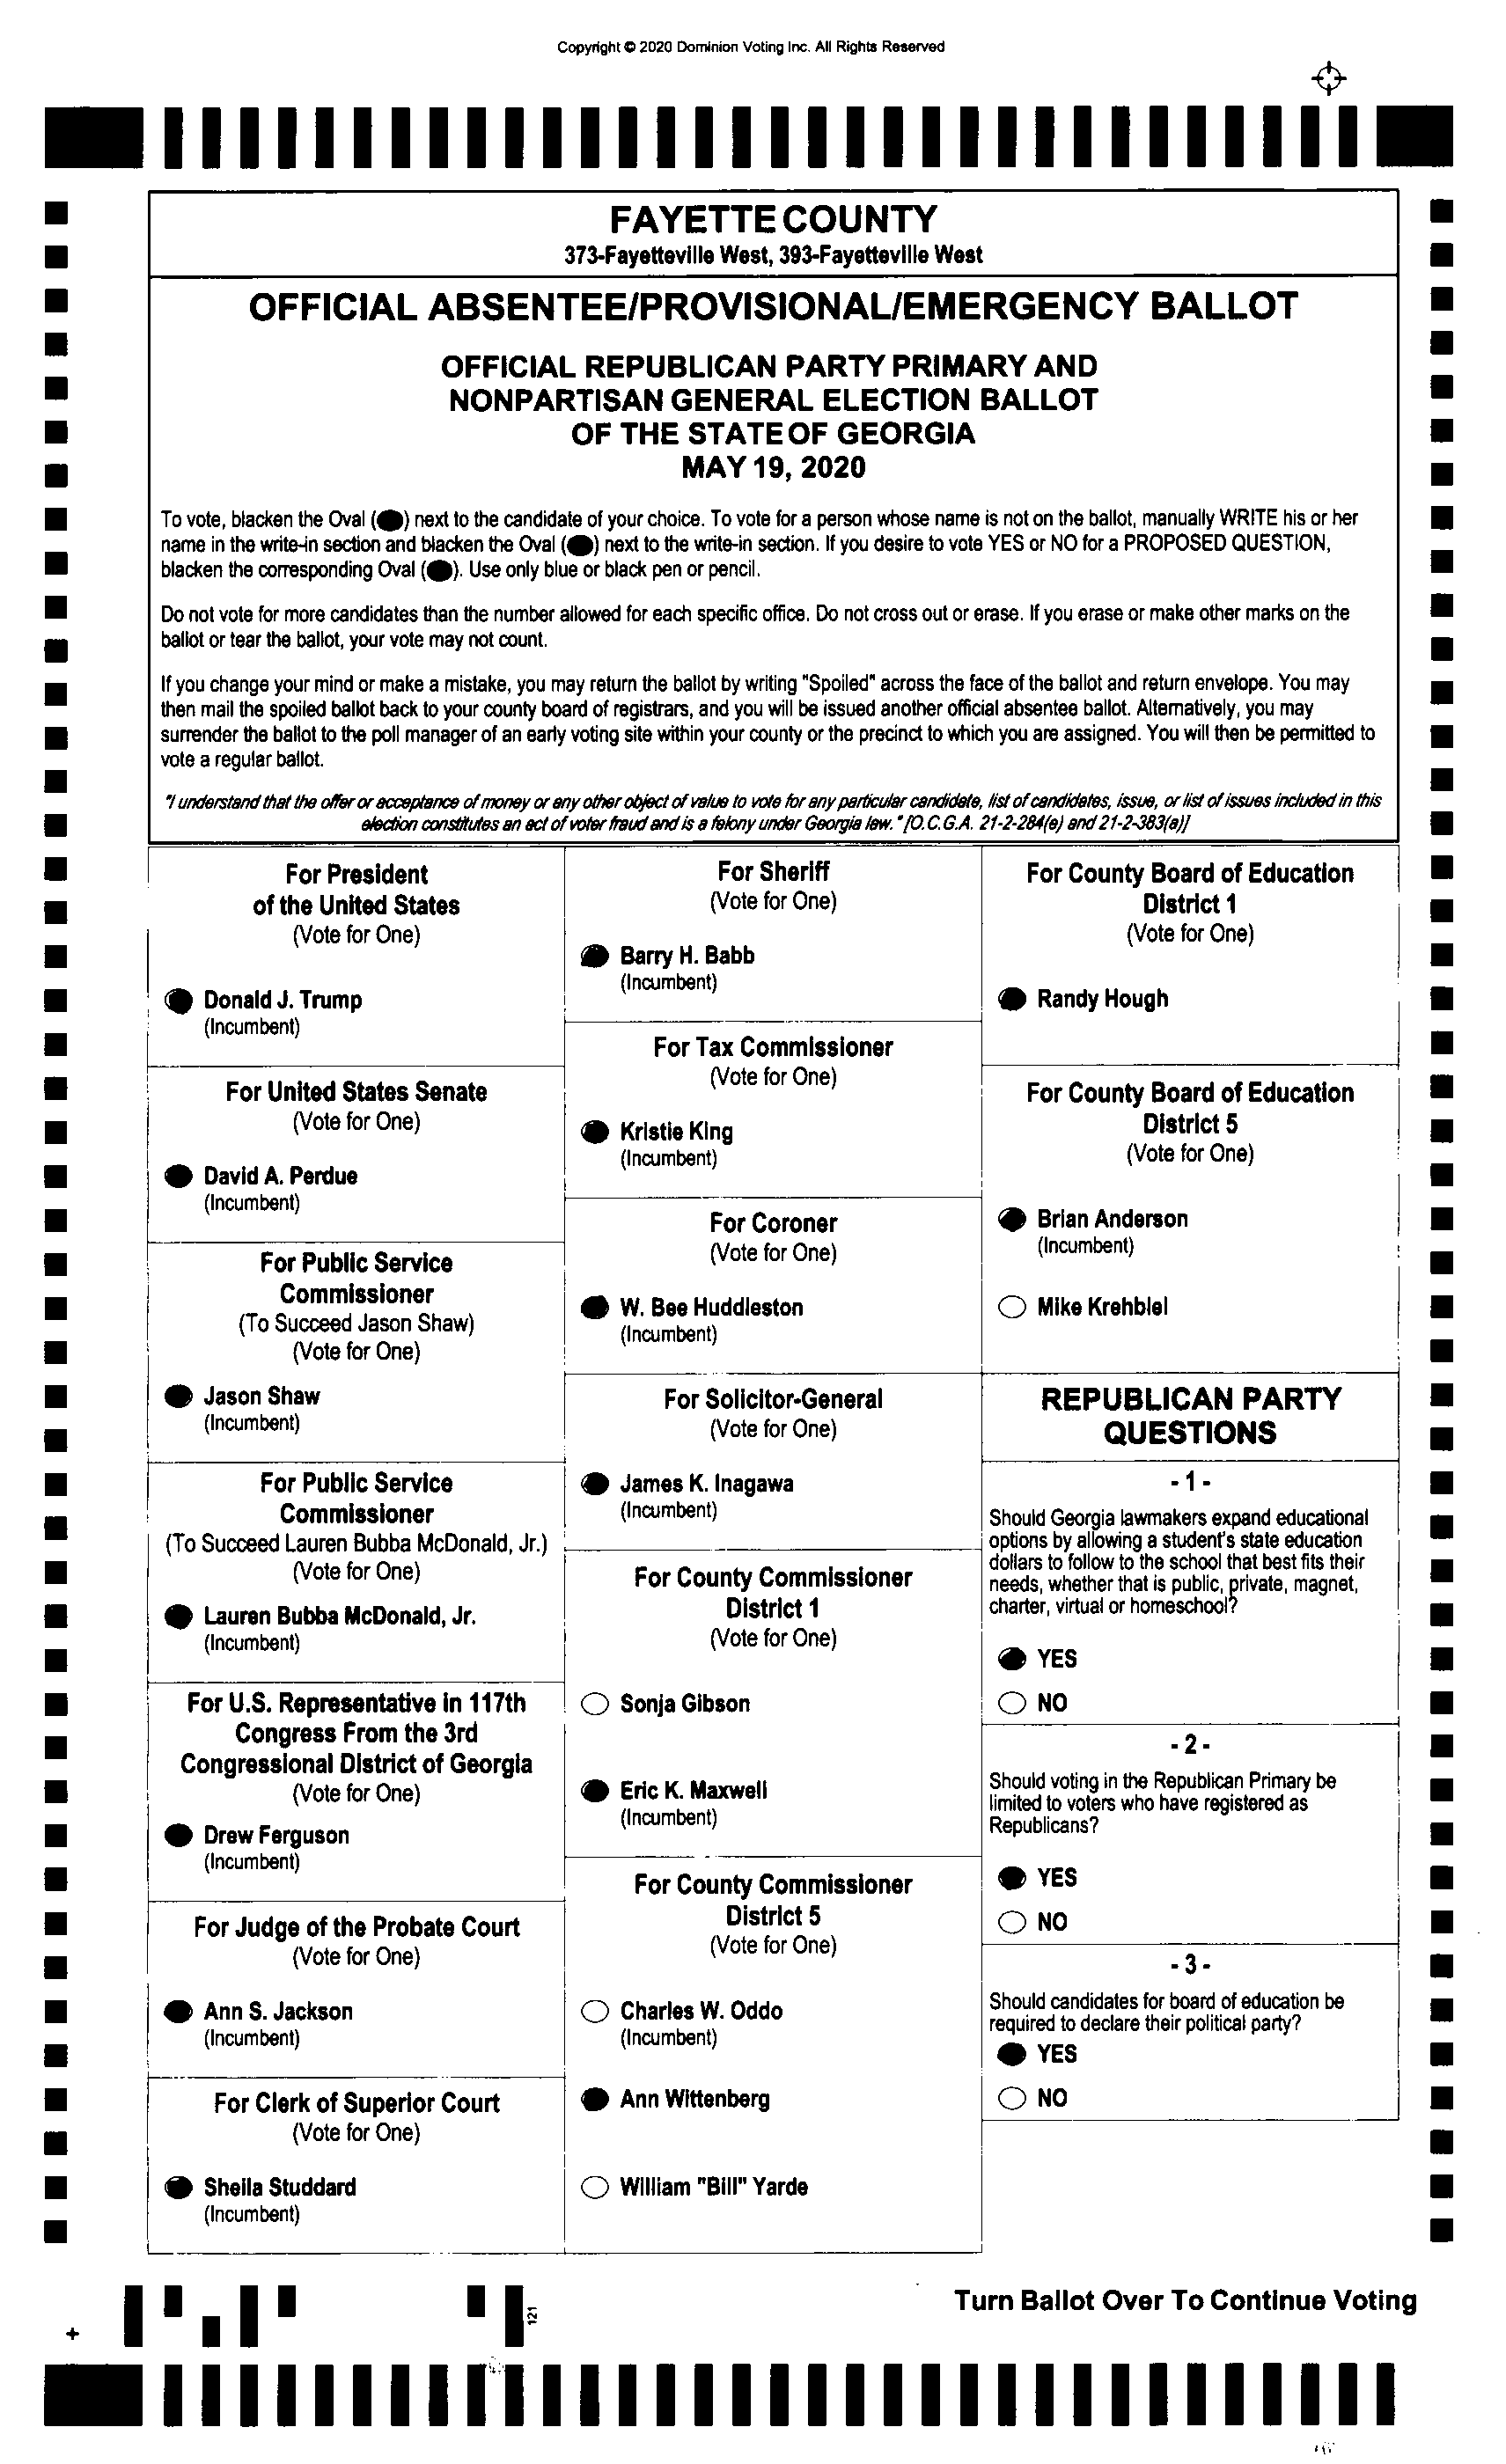 Copyright © 2020 Dominion Voting Inc. All Rights Reserved
FAYETTE COUNTY
373-Fayetteville West, 393-Fayetteville West
OFFICIAL ABSENTEE/PROVISIONAL/EMERGENCY BALLOT
OFFICIAL REPUBLICAN PARTY PRIMARY AND
NONPARTISAN GENERAL ELECTION BALLOT
OF THE STATE OF GEORGIA
MAY 19, 2020
To vote, blacken the Oval (●) next to the candidate of your choice. To vote for a person whose name is not on the ballot, manually WRITE his or her
name in the write-in section and blacken the Oval (●) next to the write-in section. If you desire to vote YES or NO for a PROPOSED QUESTION,
blacken the corresponding Oval (●). Use only blue or black pen or pencil.
Do not vote for more candidates than the number allowed for each specific office. Do not cross out or erase. If you erase or make other marks on the
ballot or tear the ballot, your vote may not count.
If you change your mind or make a mistake, you may return the ballot by writing "Spoiled" across the face of the ballot and return envelope. You may
then mail the spoiled ballot back to your county board of registrars, and you will be issued another official absentee ballot. Alternatively, you may
surrender the ballot to the poll manager of an early voting site within your county or the precinct to which you are assigned. You will then be permitted to
vote a regular ballot.
"I understand that the offer or acceptance of money or any other object of value to vote for any particular candidate, list of candidates, issue, or list of issues included in this
election constitutes an act of voter fraud and is a felony under Georgia law." [O.C.G.A. 21-2-284(e) and 21-2-383(a)]
For President
of the United States
(Vote for One)
Donald J. Trump
(Incumbent)
For United States Senate
(Vote for One)
David A. Perdue
(Incumbent)
For Public Service
Commissioner
(To Succeed Jason Shaw)
(Vote for One)
Jason Shaw
(Incumbent)
For Public Service
Commissioner
(To Succeed Lauren Bubba McDonald, Jr.)
(Vote for One)
Lauren Bubba McDonald, Jr.
(Incumbent)
For U.S. Representative in 117th
Congress From the 3rd
Congressional District of Georgia
(Vote for One)
Drew Ferguson
(Incumbent)
For Judge of the Probate Court
(Vote for One)
Ann S. Jackson
(Incumbent)
For Clerk of Superior Court
(Vote for One)
Sheila Studdard
(Incumbent)
For Sheriff
(Vote for One)
Barry H. Babb
(Incumbent)
For Tax Commissioner
(Vote for One)
Kristie King
(Incumbent)
For Coroner
(Vote for One)
W. Bee Huddleston
(Incumbent)
For Solicitor-General
(Vote for One)
James K. Inagawa
(Incumbent)
For County Commissioner
District 1
(Vote for One)
Sonja Gibson
Eric K. Maxwell
(Incumbent)
For County Commissioner
District 5
(Vote for One)
Charles W. Oddo
(Incumbent)
Ann Wittenberg
William "Bill" Yarde
For County Board of Education
District 1
(Vote for One)
Randy Hough
For County Board of Education
District 5
(Vote for One)
Brian Anderson
(Incumbent)
Mike Krehbiel
REPUBLICAN PARTY
QUESTIONS
- 1 -
Should Georgia lawmakers expand educational
options by allowing a student's state education
dollars to follow to the school that best fits their
needs, whether that is public, private, magnet,
charter, virtual or homeschool?
YES
NO
- 2 -
Should voting in the Republican Primary be
limited to voters who have registered as
Republicans?
YES
NO
- 3 -
Should candidates for board of education be
required to declare their political party?
YES
NO
Turn Ballot Over To Continue Voting
121